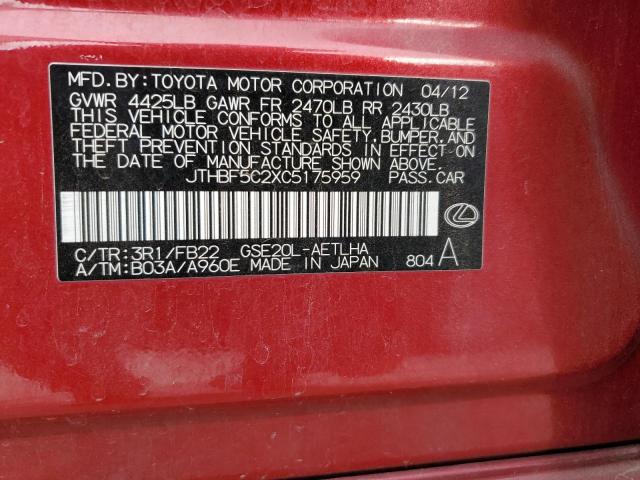 MFD. BY: TOYOTA MOTOR CORPORATION 04/12
GVWR 4425LB GAWR FR 2470LB RR 2430LB
THIS VEHICLE CONFORMS TO ALL APPLICABLE
FEDERAL MOTOR VEHICLE SAFETY, BUMPER, AND
THEFT PREVENTION STANDARDS IN EFFECT ON
THE DATE OF MANUFACTURE SHOWN ABOVE.
JTHBF5C2XC5175959 PASS. CAR
C/TR: 3R1/FB22 GSE20L-AETLHA
A/TM: B03A/A960E MADE IN JAPAN 804 A